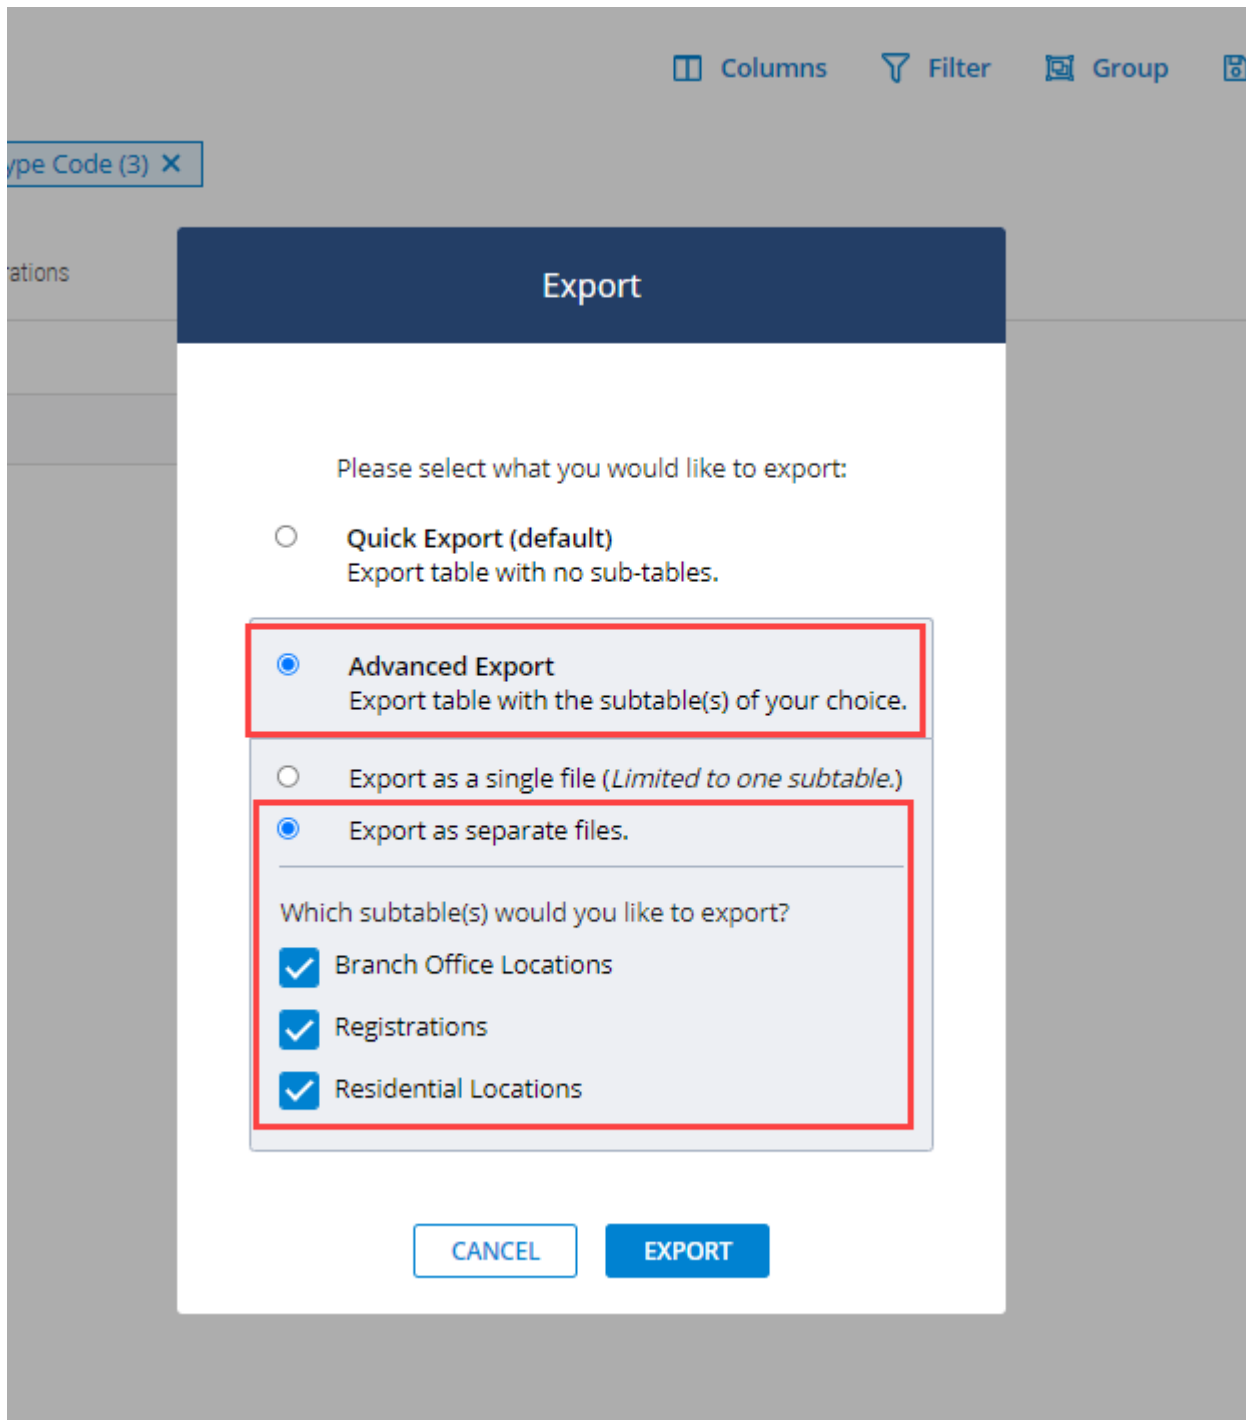 Columns Filter Group
ype Code (3)
rations
Export
Please select what you would like to export:
Quick Export (default)
Export table with no sub-tables.
Advanced Export
Export table with the subtable(s) of your choice.
Export as a single file (Limited to one subtable.)
Export as separate files.
Which subtable(s) would you like to export?
Branch Office Locations
Registrations
Residential Locations
CANCEL EXPORT